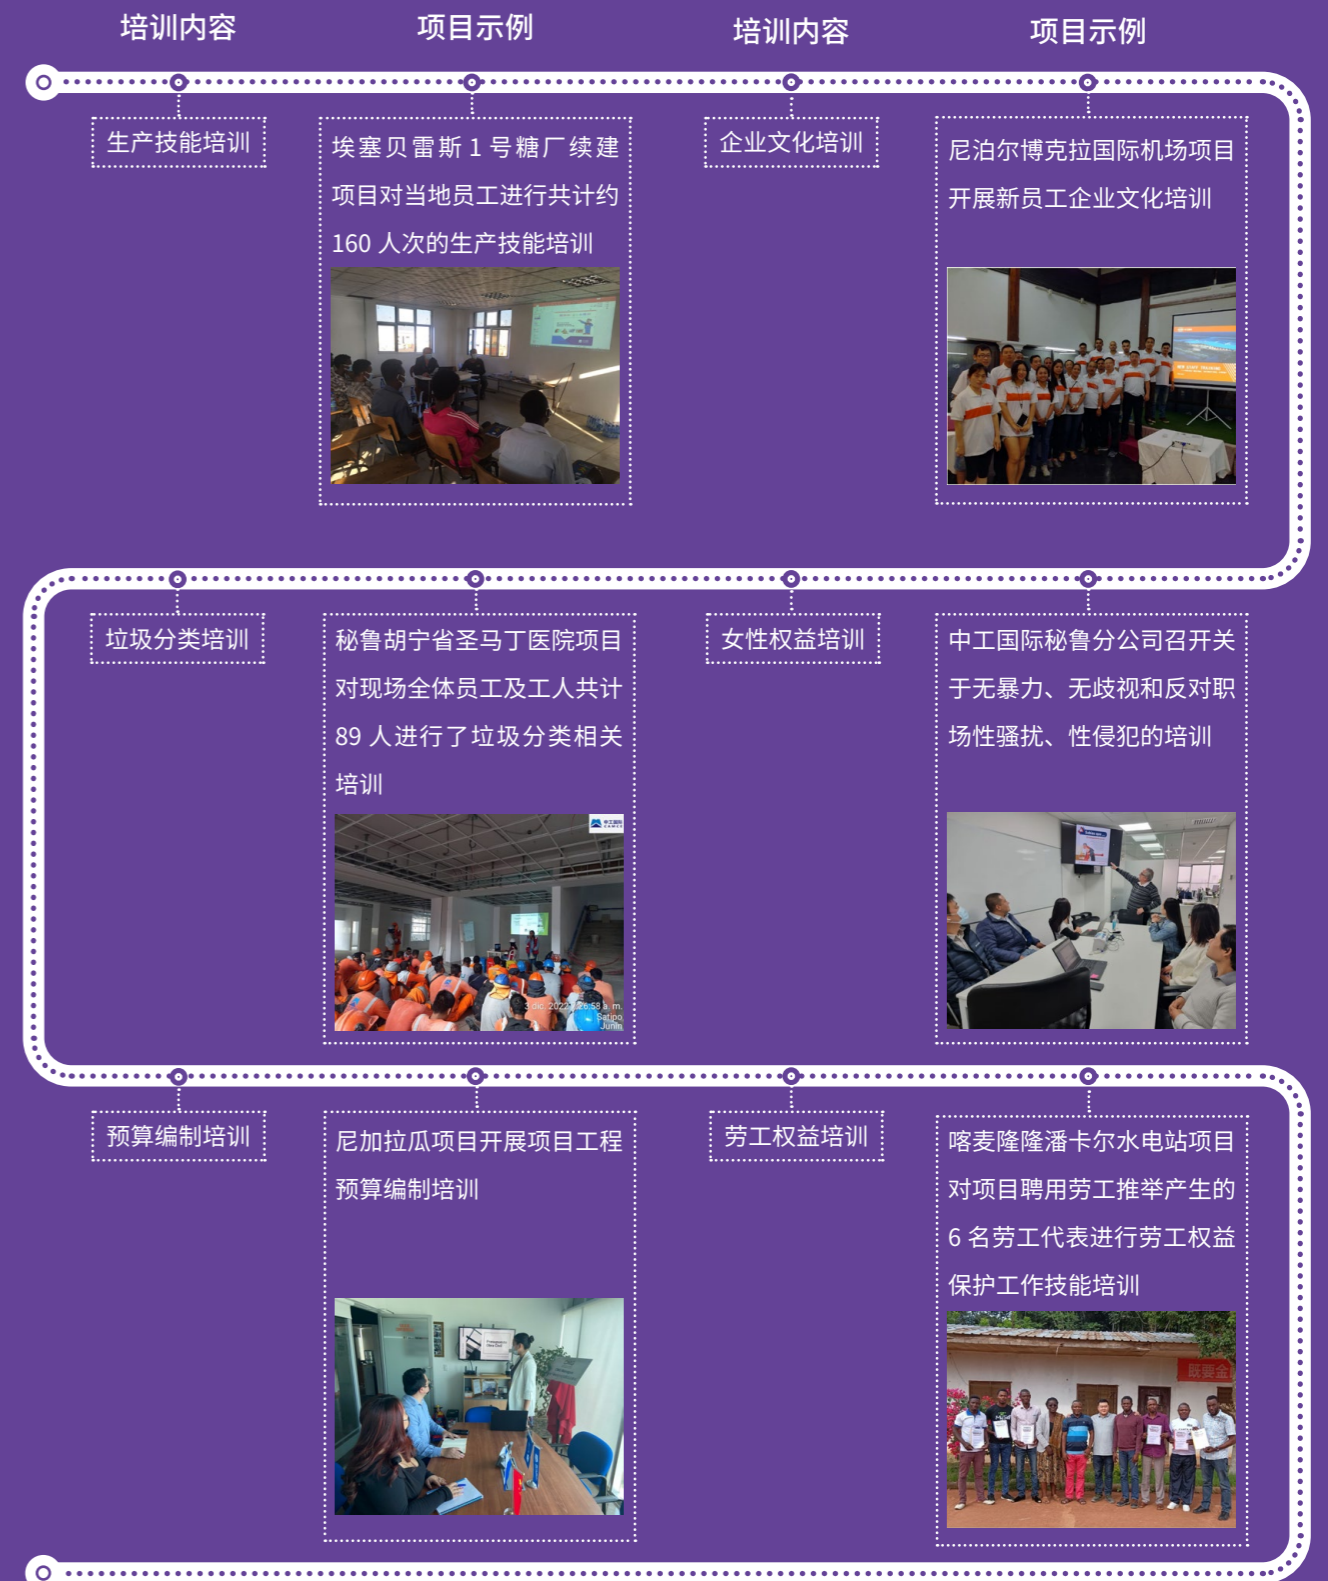 培训内容
项目示例
培训内容
项目示例
生产技能培训
埃塞贝雷斯 1 号糖厂续建
项目对当地员工进行共计约
160 人次的生产技能培训
企业文化培训
尼泊尔博克拉国际机场项目
开展新员工企业文化培训
垃圾分类培训
秘鲁胡宁省圣马丁医院项目
对现场全体员工及工人共计
89 人进行了垃圾分类相关
培训
中工国际
CAMCE
Satipo
Junín
女性权益培训
中工国际秘鲁分公司召开关
于无暴力、无歧视和反对职
场性骚扰、性侵犯的培训
预算编制培训
尼加拉瓜项目开展项目工程
预算编制培训
劳工权益培训
喀麦隆隆潘卡尔水电站项目
对项目聘用劳工推举产生的
6 名劳工代表进行劳工权益
保护工作技能培训
既要金